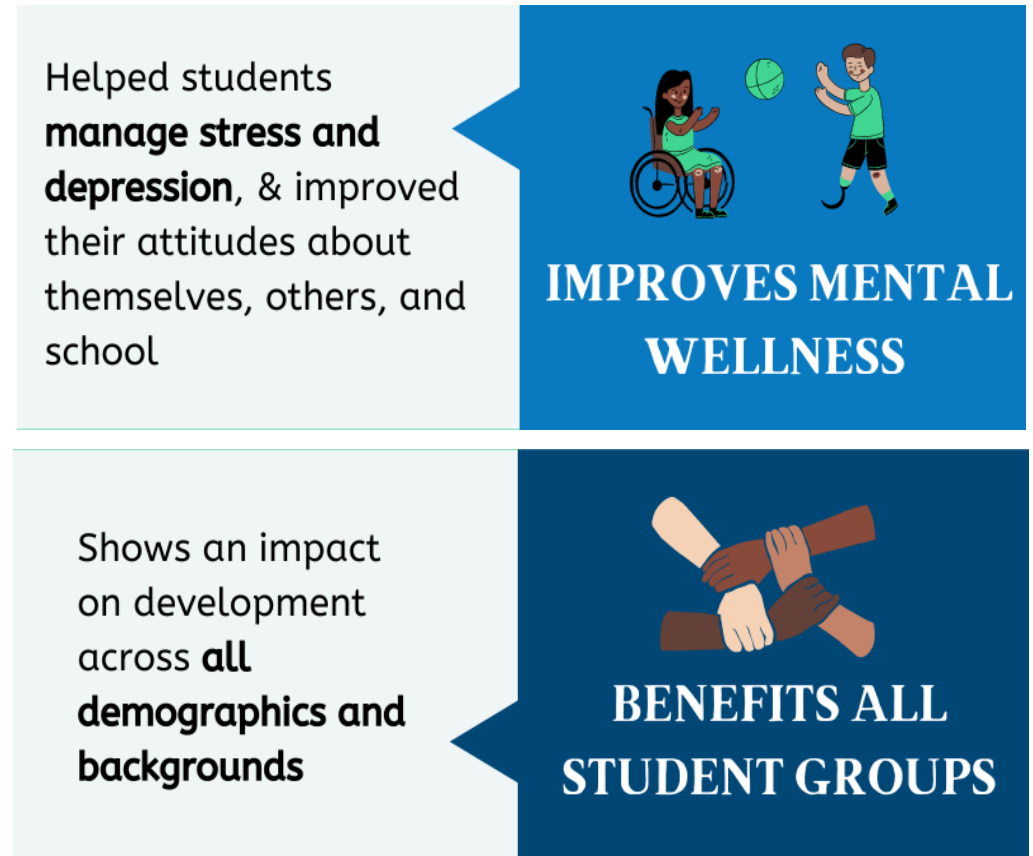 Helped students
manage stress and
depression, & improved
their attitudes about
themselves, others, and
school
IMPROVES MENTAL
WELLNESS
Shows an impact
on development
across all
demographics and
backgrounds
BENEFITS ALL
STUDENT GROUPS